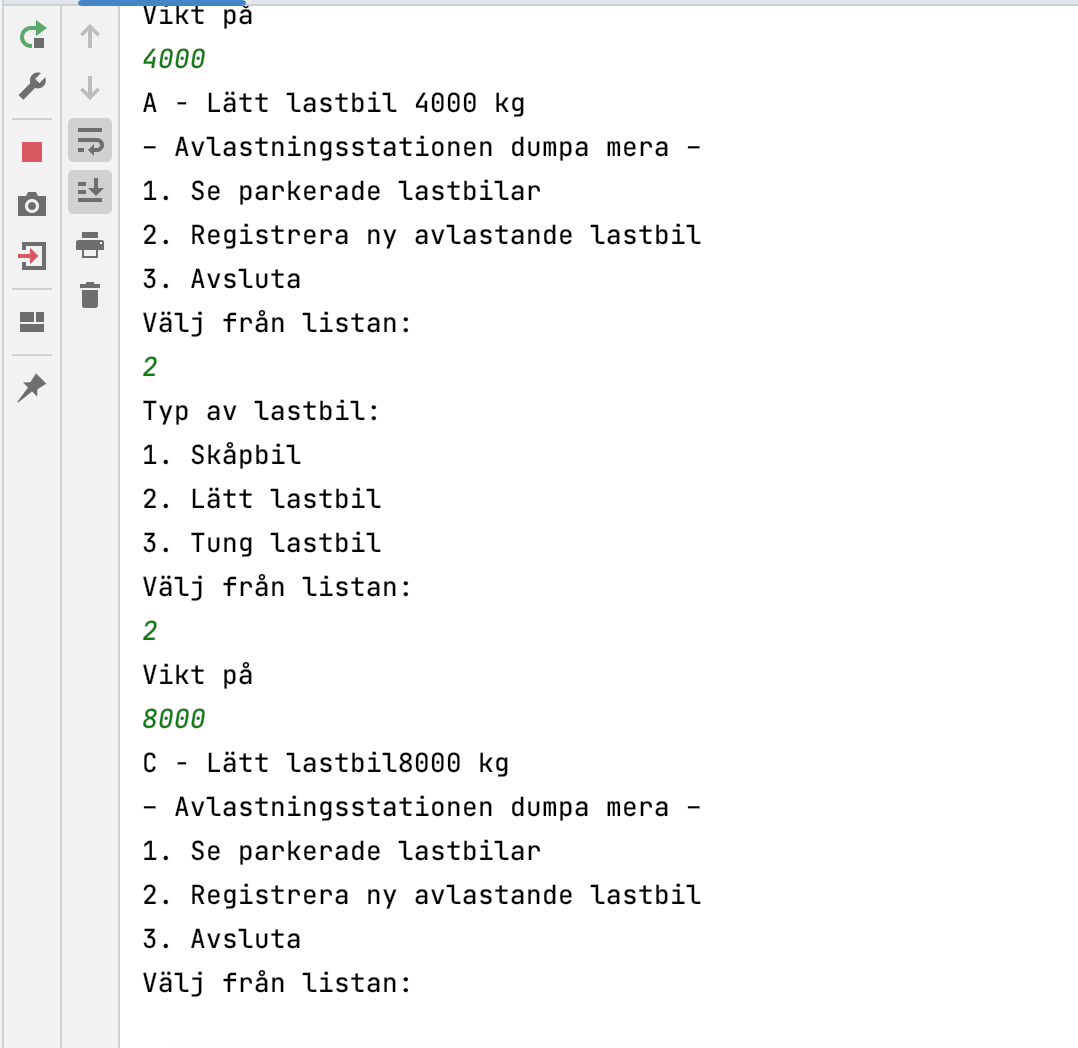 Vikt på
4000
A - Lätt lastbil 4000 kg
- Avlastningsstationen dumpa mera -
1. Se parkerade lastbilar
2. Registrera ny avlastande lastbil
3. Avsluta
Välj från listan:
2
Typ av lastbil:
1. Skåpbil
2. Lätt lastbil
3. Tung lastbil
Välj från listan:
2
Vikt på
8000
C - Lätt lastbil8000 kg
- Avlastningsstationen dumpa mera -
1. Se parkerade lastbilar
2. Registrera ny avlastande lastbil
3. Avsluta
Välj från listan: